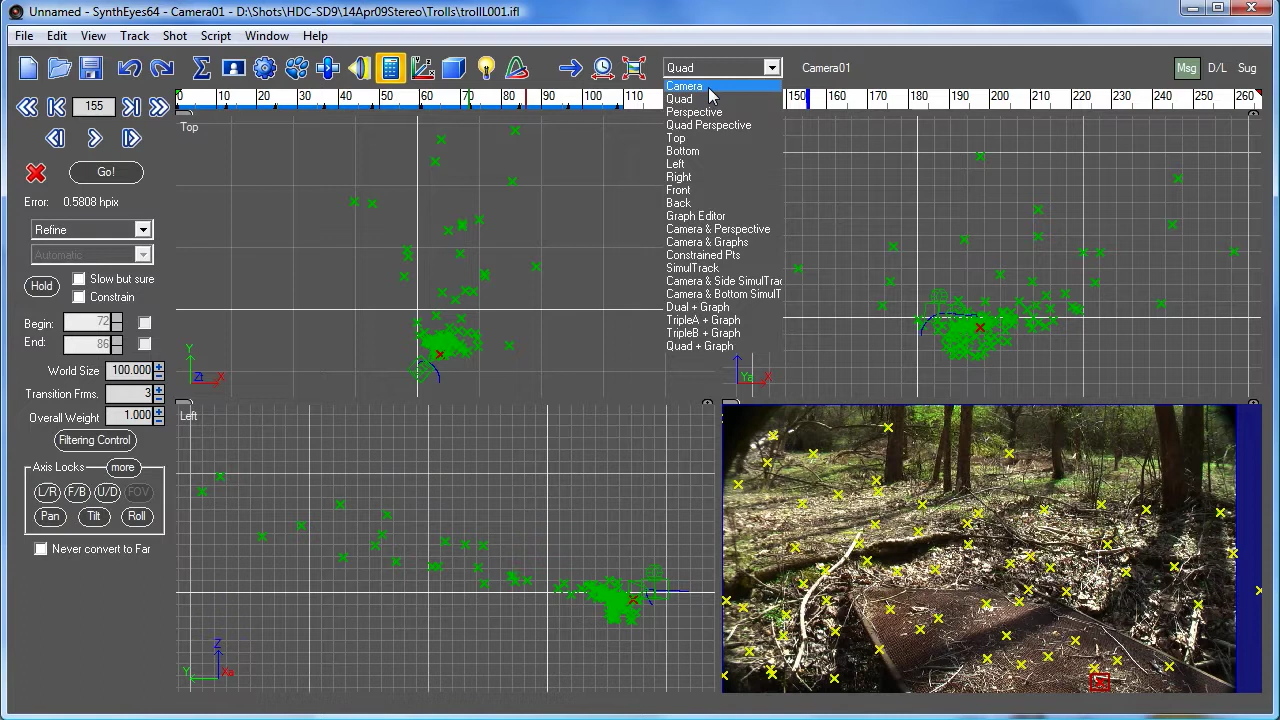 Unnamed - SynthEyes64 - Camera01 - D:\Shots\HDC-SD9\14Apr09Stereo\Trolls\trollL001.ifl
File Edit View Track Shot Script Window Help
Quad
Camera01
Msg D/L Sug
155
0 10 20 30 40 50 60 70 80 90 100 110 150 160 170 180 190 200 210 220 230 240 250 260
Camera
Quad
Perspective
Quad Perspective
Top
Bottom
Left
Right
Front
Back
Graph Editor
Camera & Perspective
Camera & Graphs
Constrained Pts
SimulTrack
Camera & Side SimulTrac
Camera & Bottom SimulT
Dual + Graph
TripleA + Graph
TripleB + Graph
Quad + Graph
Go!
Error: 0.5808 hpix
Refine
Automatic
Hold
Slow but sure
Constrain
Begin: 72
End: 86
World Size 100.000
Transition Frms. 3
Overall Weight 1.000
Filtering Control
Axis Locks more
L/R F/B U/D FOV
Pan Tilt Roll
Never convert to Far
Top
Y
Zt X
Ya X
Left
Z
Y Xa